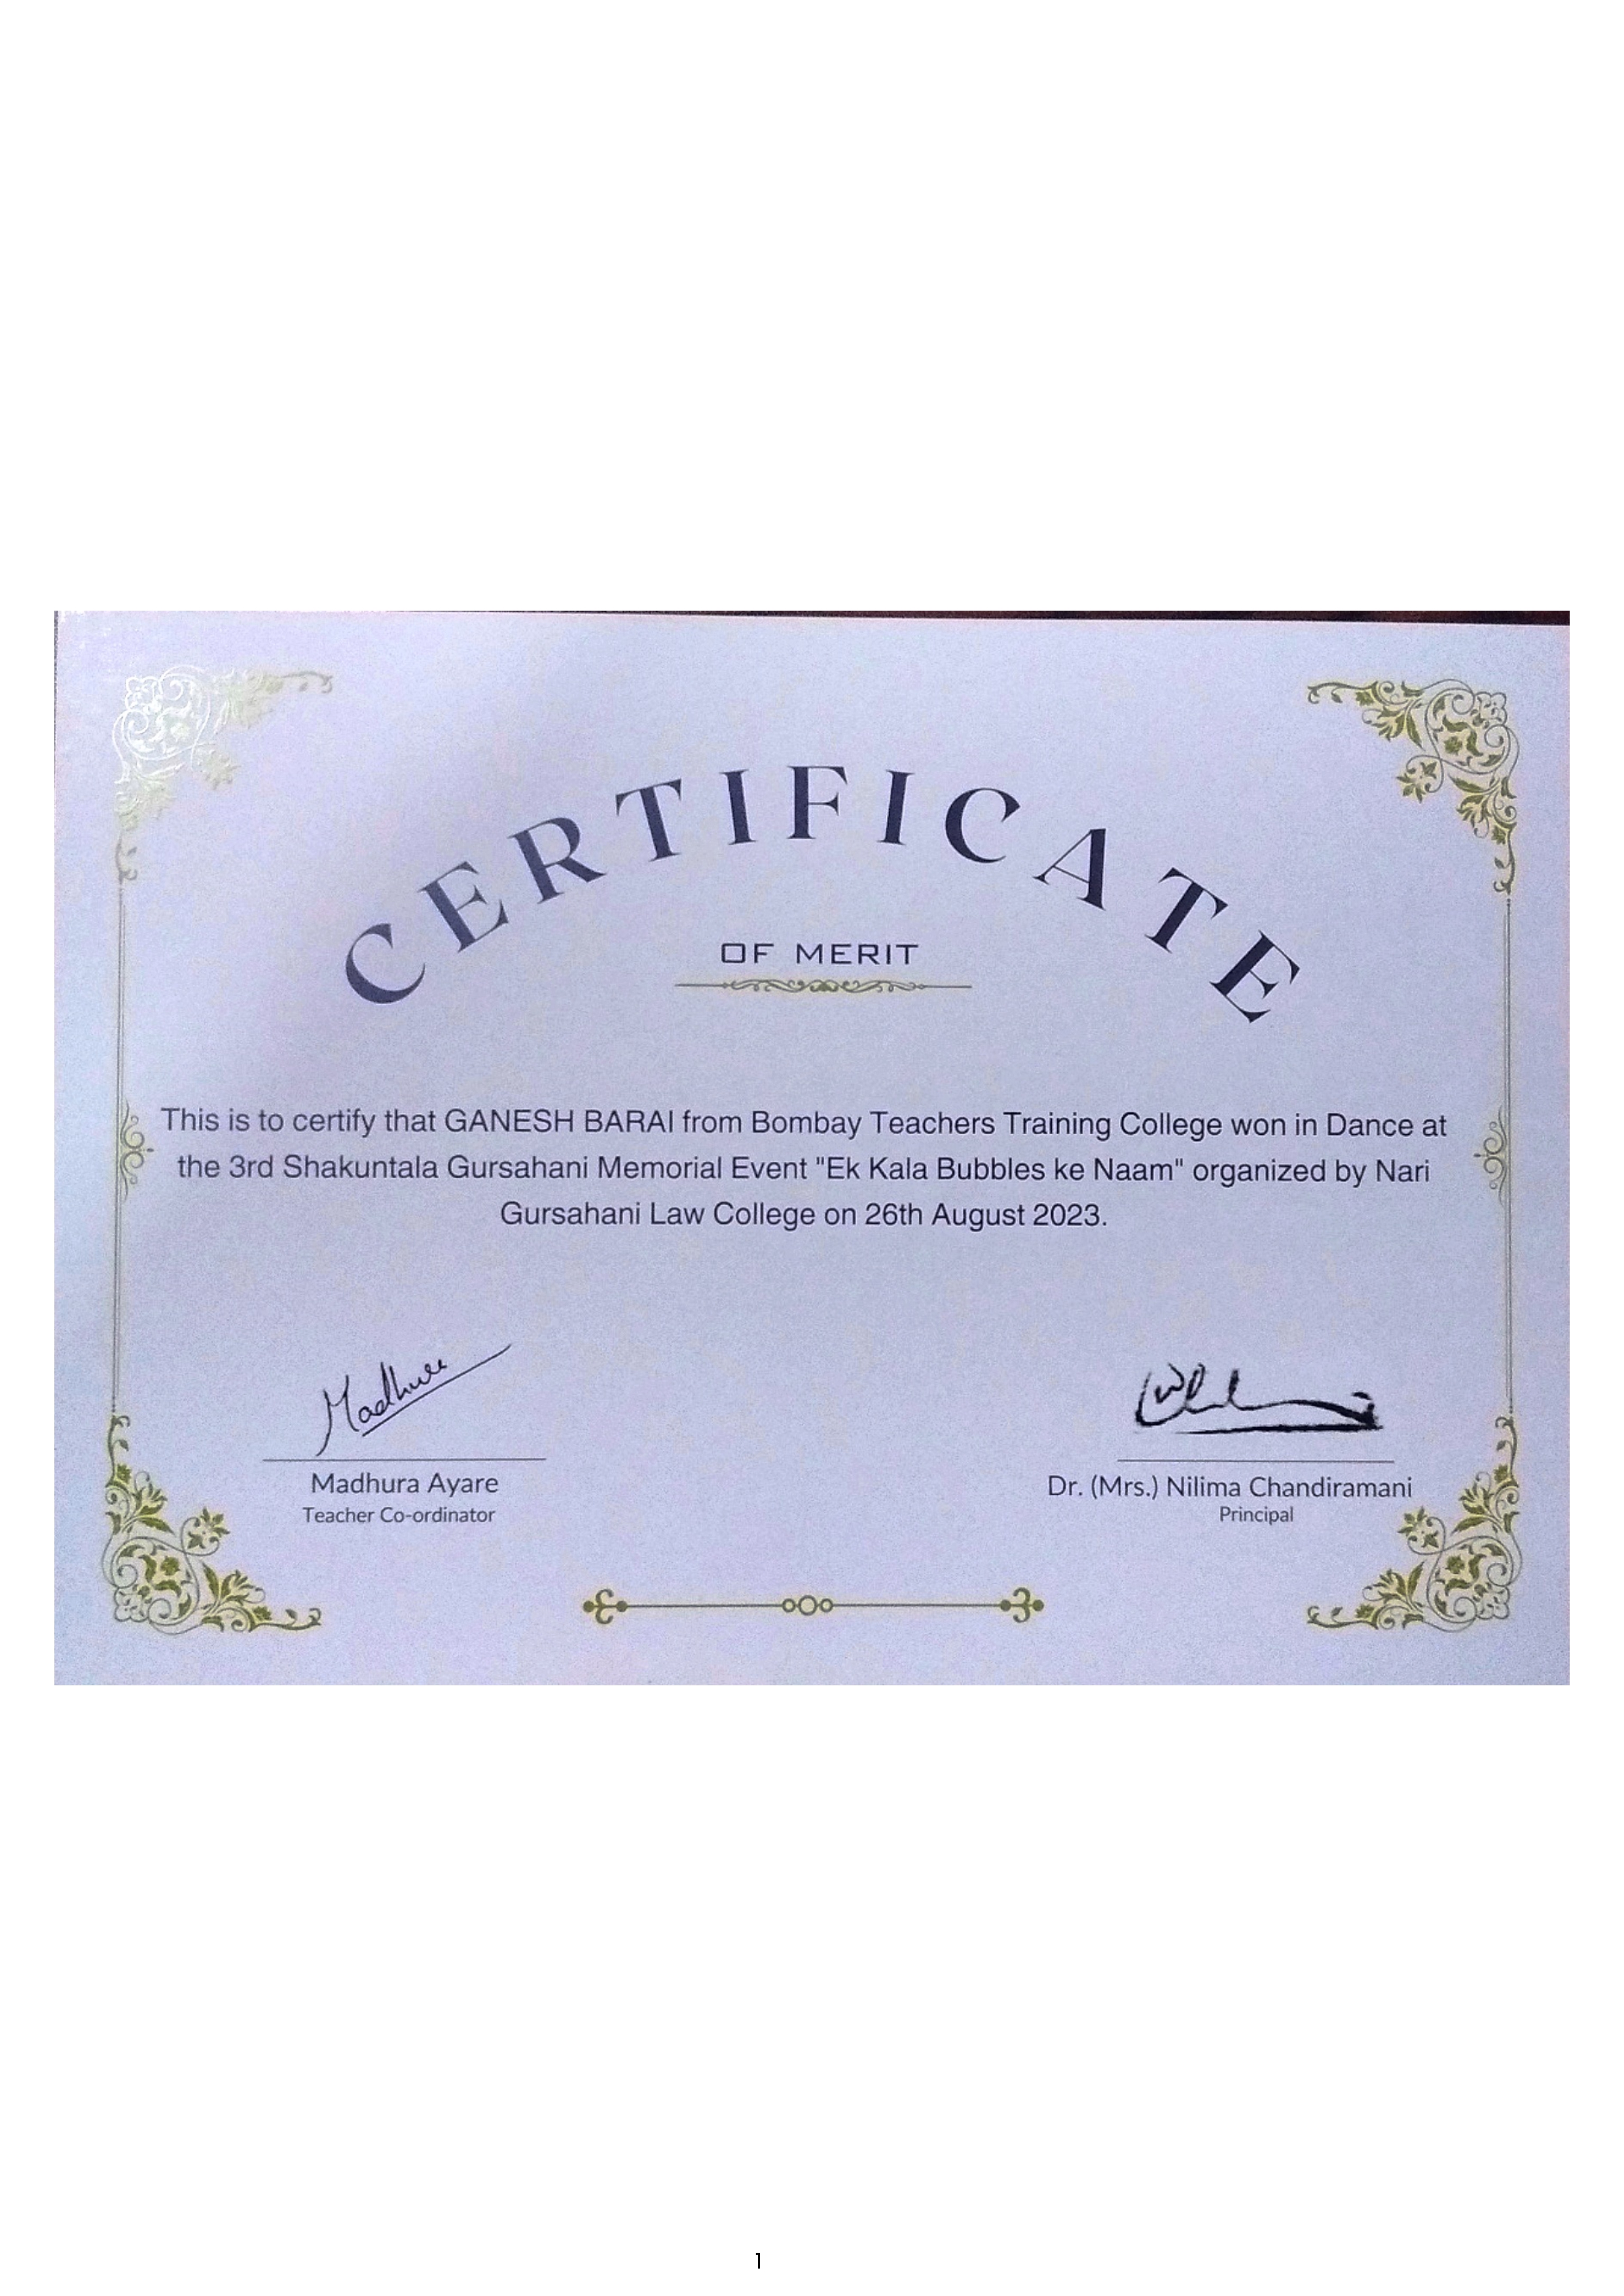 CERTIFICATE
OF MERIT
This is to certify that GANESH BARAI from Bombay Teachers Training College won in Dance at
the 3rd Shakuntala Gursahani Memorial Event "Ek Kala Bubbles ke Naam" organized by Nari
Gursahani Law College on 26th August 2023.
Madhura
Madhura Ayare
Teacher Co-ordinator
Dr. (Mrs.) Nilima Chandiramani
Principal
1